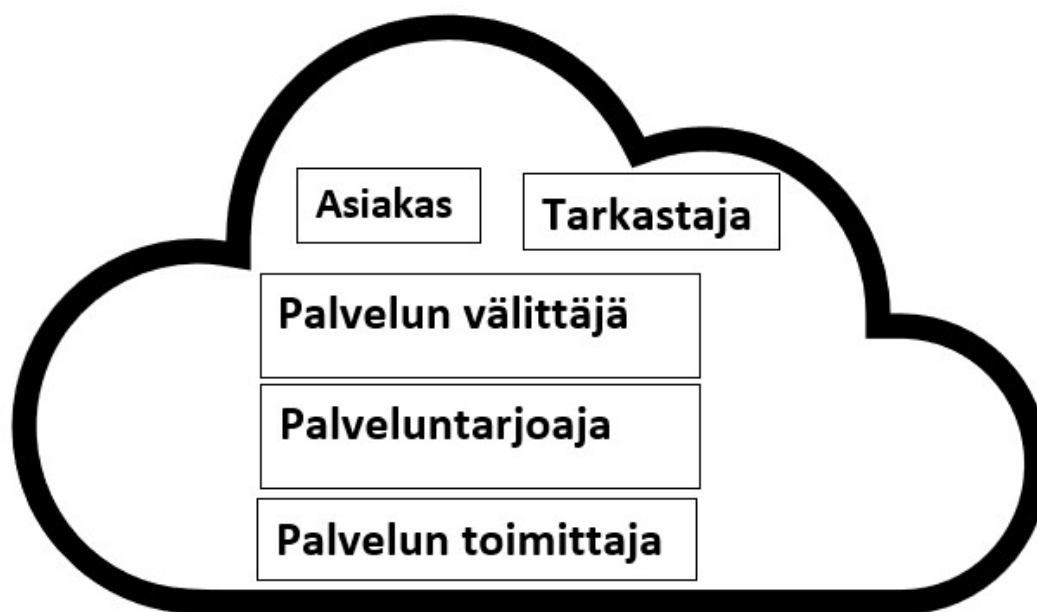 Asiakas
Tarkastaja
Palvelun välittäjä
Palveluntarjoaja
Palvelun toimittaja